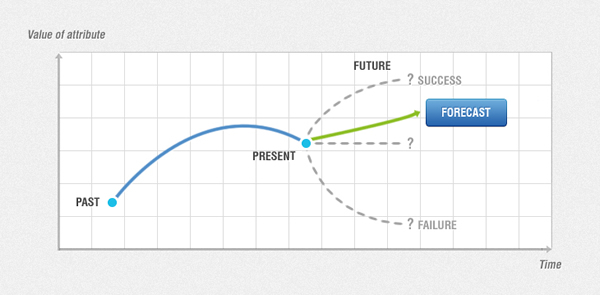 Value of attribute
FUTURE
? SUCCESS
FORECAST
?
PRESENT
PAST
? FAILURE
Time